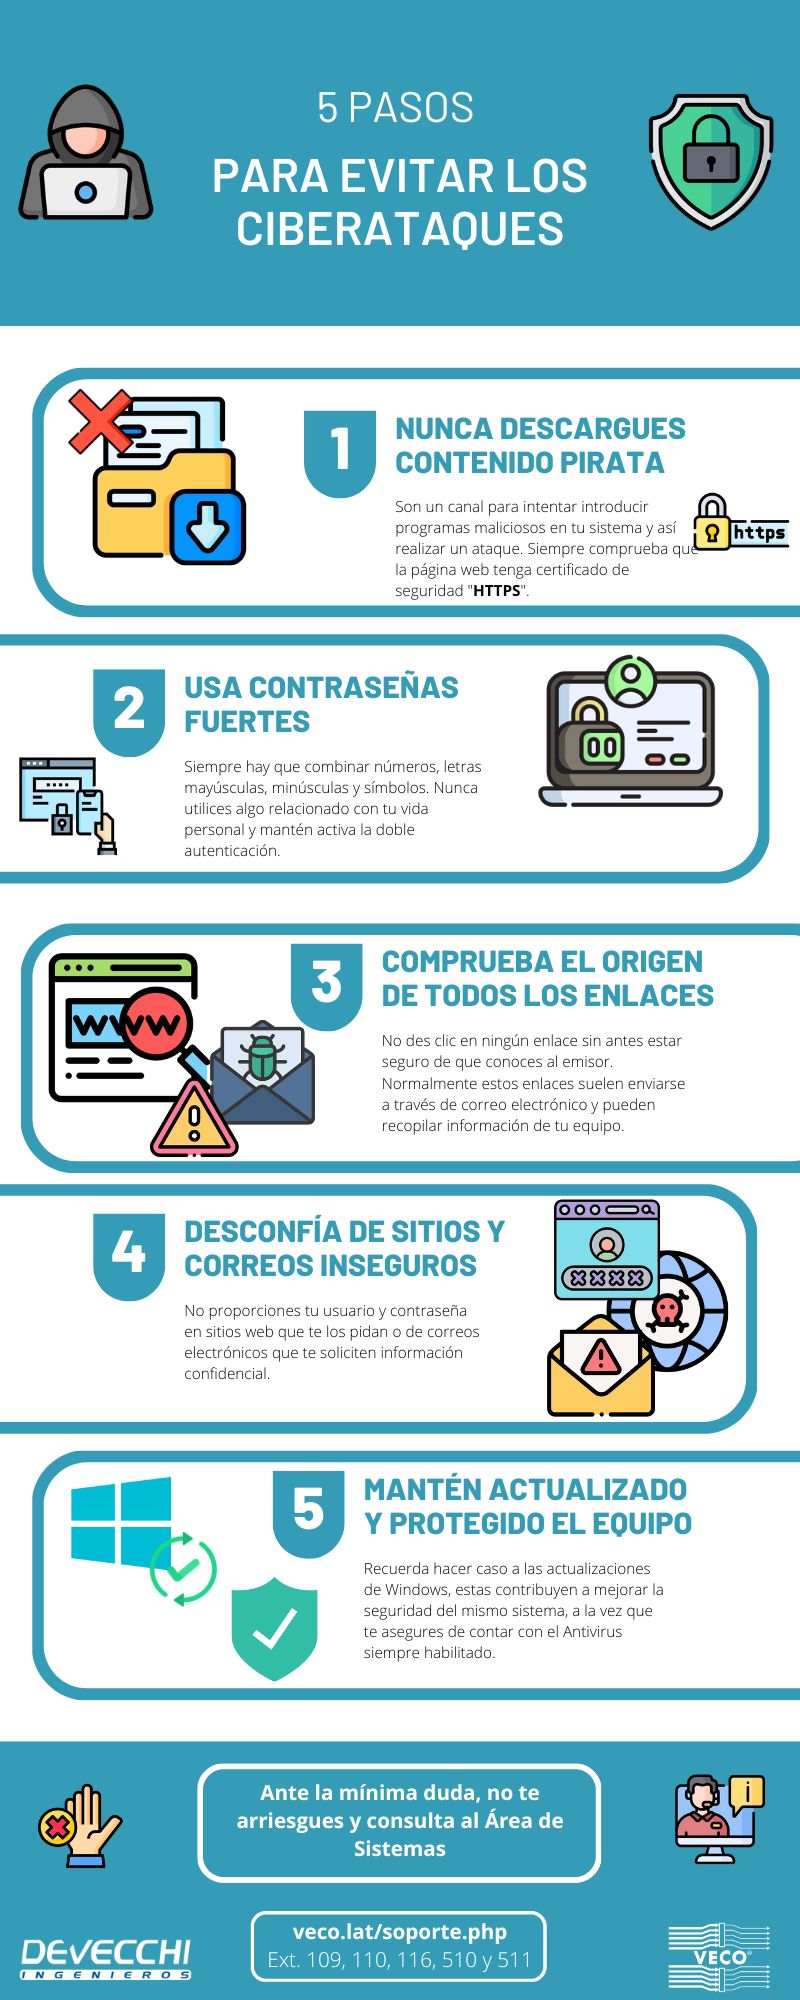 5 PASOS
PARA EVITAR LOS
CIBERATAQUES
1
NUNCA DESCARGUES
CONTENIDO PIRATA
Son un canal para intentar introducir
programas maliciosos en tu sistema y así
realizar un ataque. Siempre comprueba que
la página web tenga certificado de
seguridad "HTTPS".
https
2
USA CONTRASEÑAS
FUERTES
Siempre hay que combinar números, letras
mayúsculas, minúsculas y símbolos. Nunca
utilices algo relacionado con tu vida
personal y mantén activa la doble
autenticación.
www
3
COMPRUEBA EL ORIGEN
DE TODOS LOS ENLACES
No des clic en ningún enlace sin antes estar
seguro de que conoces al emisor.
Normalmente estos enlaces suelen enviarse
a través de correo electrónico y pueden
recopilar información de tu equipo.
4
DESCONFÍA DE SITIOS Y
CORREOS INSEGUROS
No proporciones tu usuario y contraseña
en sitios web que te los pidan o de correos
electrónicos que te soliciten información
confidencial.
5
MANTÉN ACTUALIZADO
Y PROTEGIDO EL EQUIPO
Recuerda hacer caso a las actualizaciones
de Windows, estas contribuyen a mejorar la
seguridad del mismo sistema, a la vez que
te asegures de contar con el Antivirus
siempre habilitado.
Ante la mínima duda, no te
arriesgues y consulta al Área de
Sistemas
veco.lat/soporte.php
Ext. 109, 110, 116, 510 y 511
DEVECCHI
INGENIEROS
VECO®